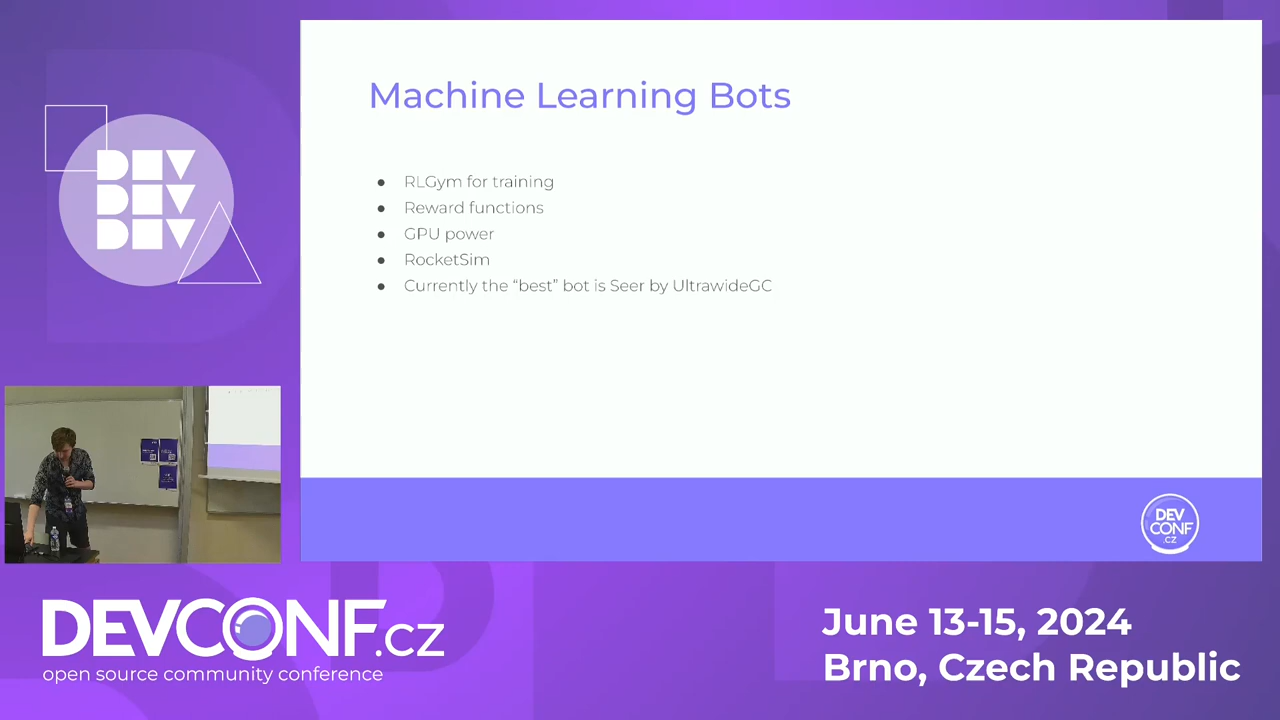 Machine Learning Bots
● RLGym for training
● Reward functions
● GPU power
● RocketSim
● Currently the “best” bot is Seer by UltrawideGC
DEV
CONF
.cz
DEV
DEV
DEV
DEVCONF.cz
open source community conference
June 13-15, 2024
Brno, Czech Republic